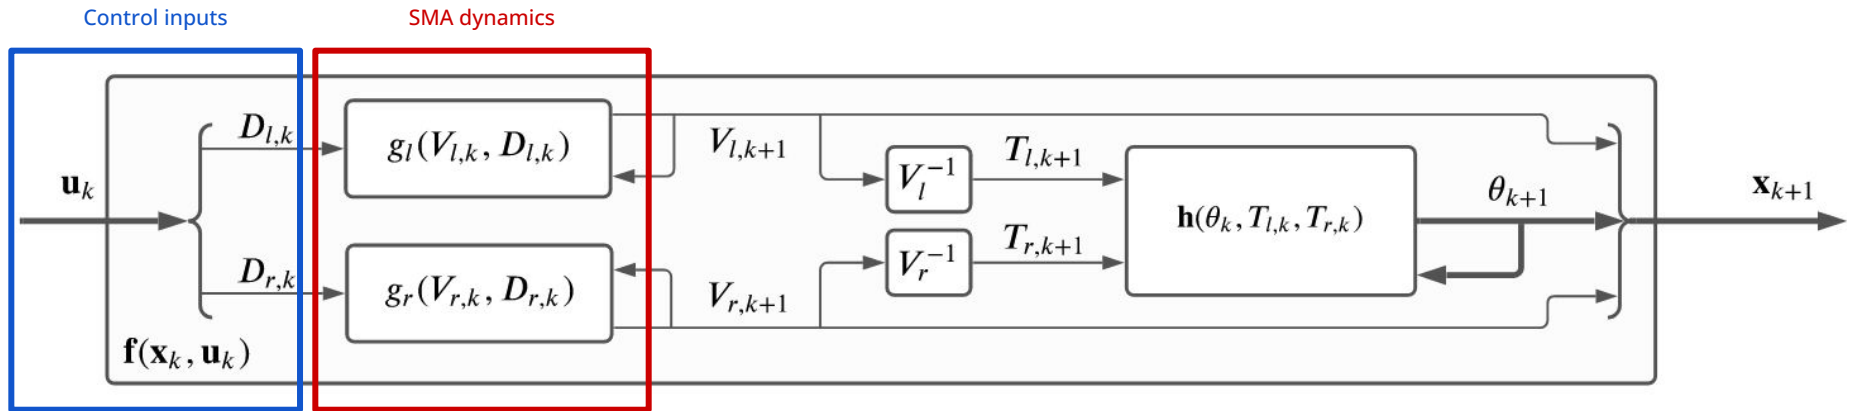 Control inputs
SMA dynamics
𝐮ₖ
D_{l,k}
g_l(V_{l,k}, D_{l,k})
V_{l,k+1}
V_l^{-1}
T_{l,k+1}
D_{r,k}
g_r(V_{r,k}, D_{r,k})
V_{r,k+1}
V_r^{-1}
T_{r,k+1}
𝐡(θ_k, T_{l,k}, T_{r,k})
θ_{k+1}
𝐱_{k+1}
𝐟(𝐱_k, 𝐮_k)